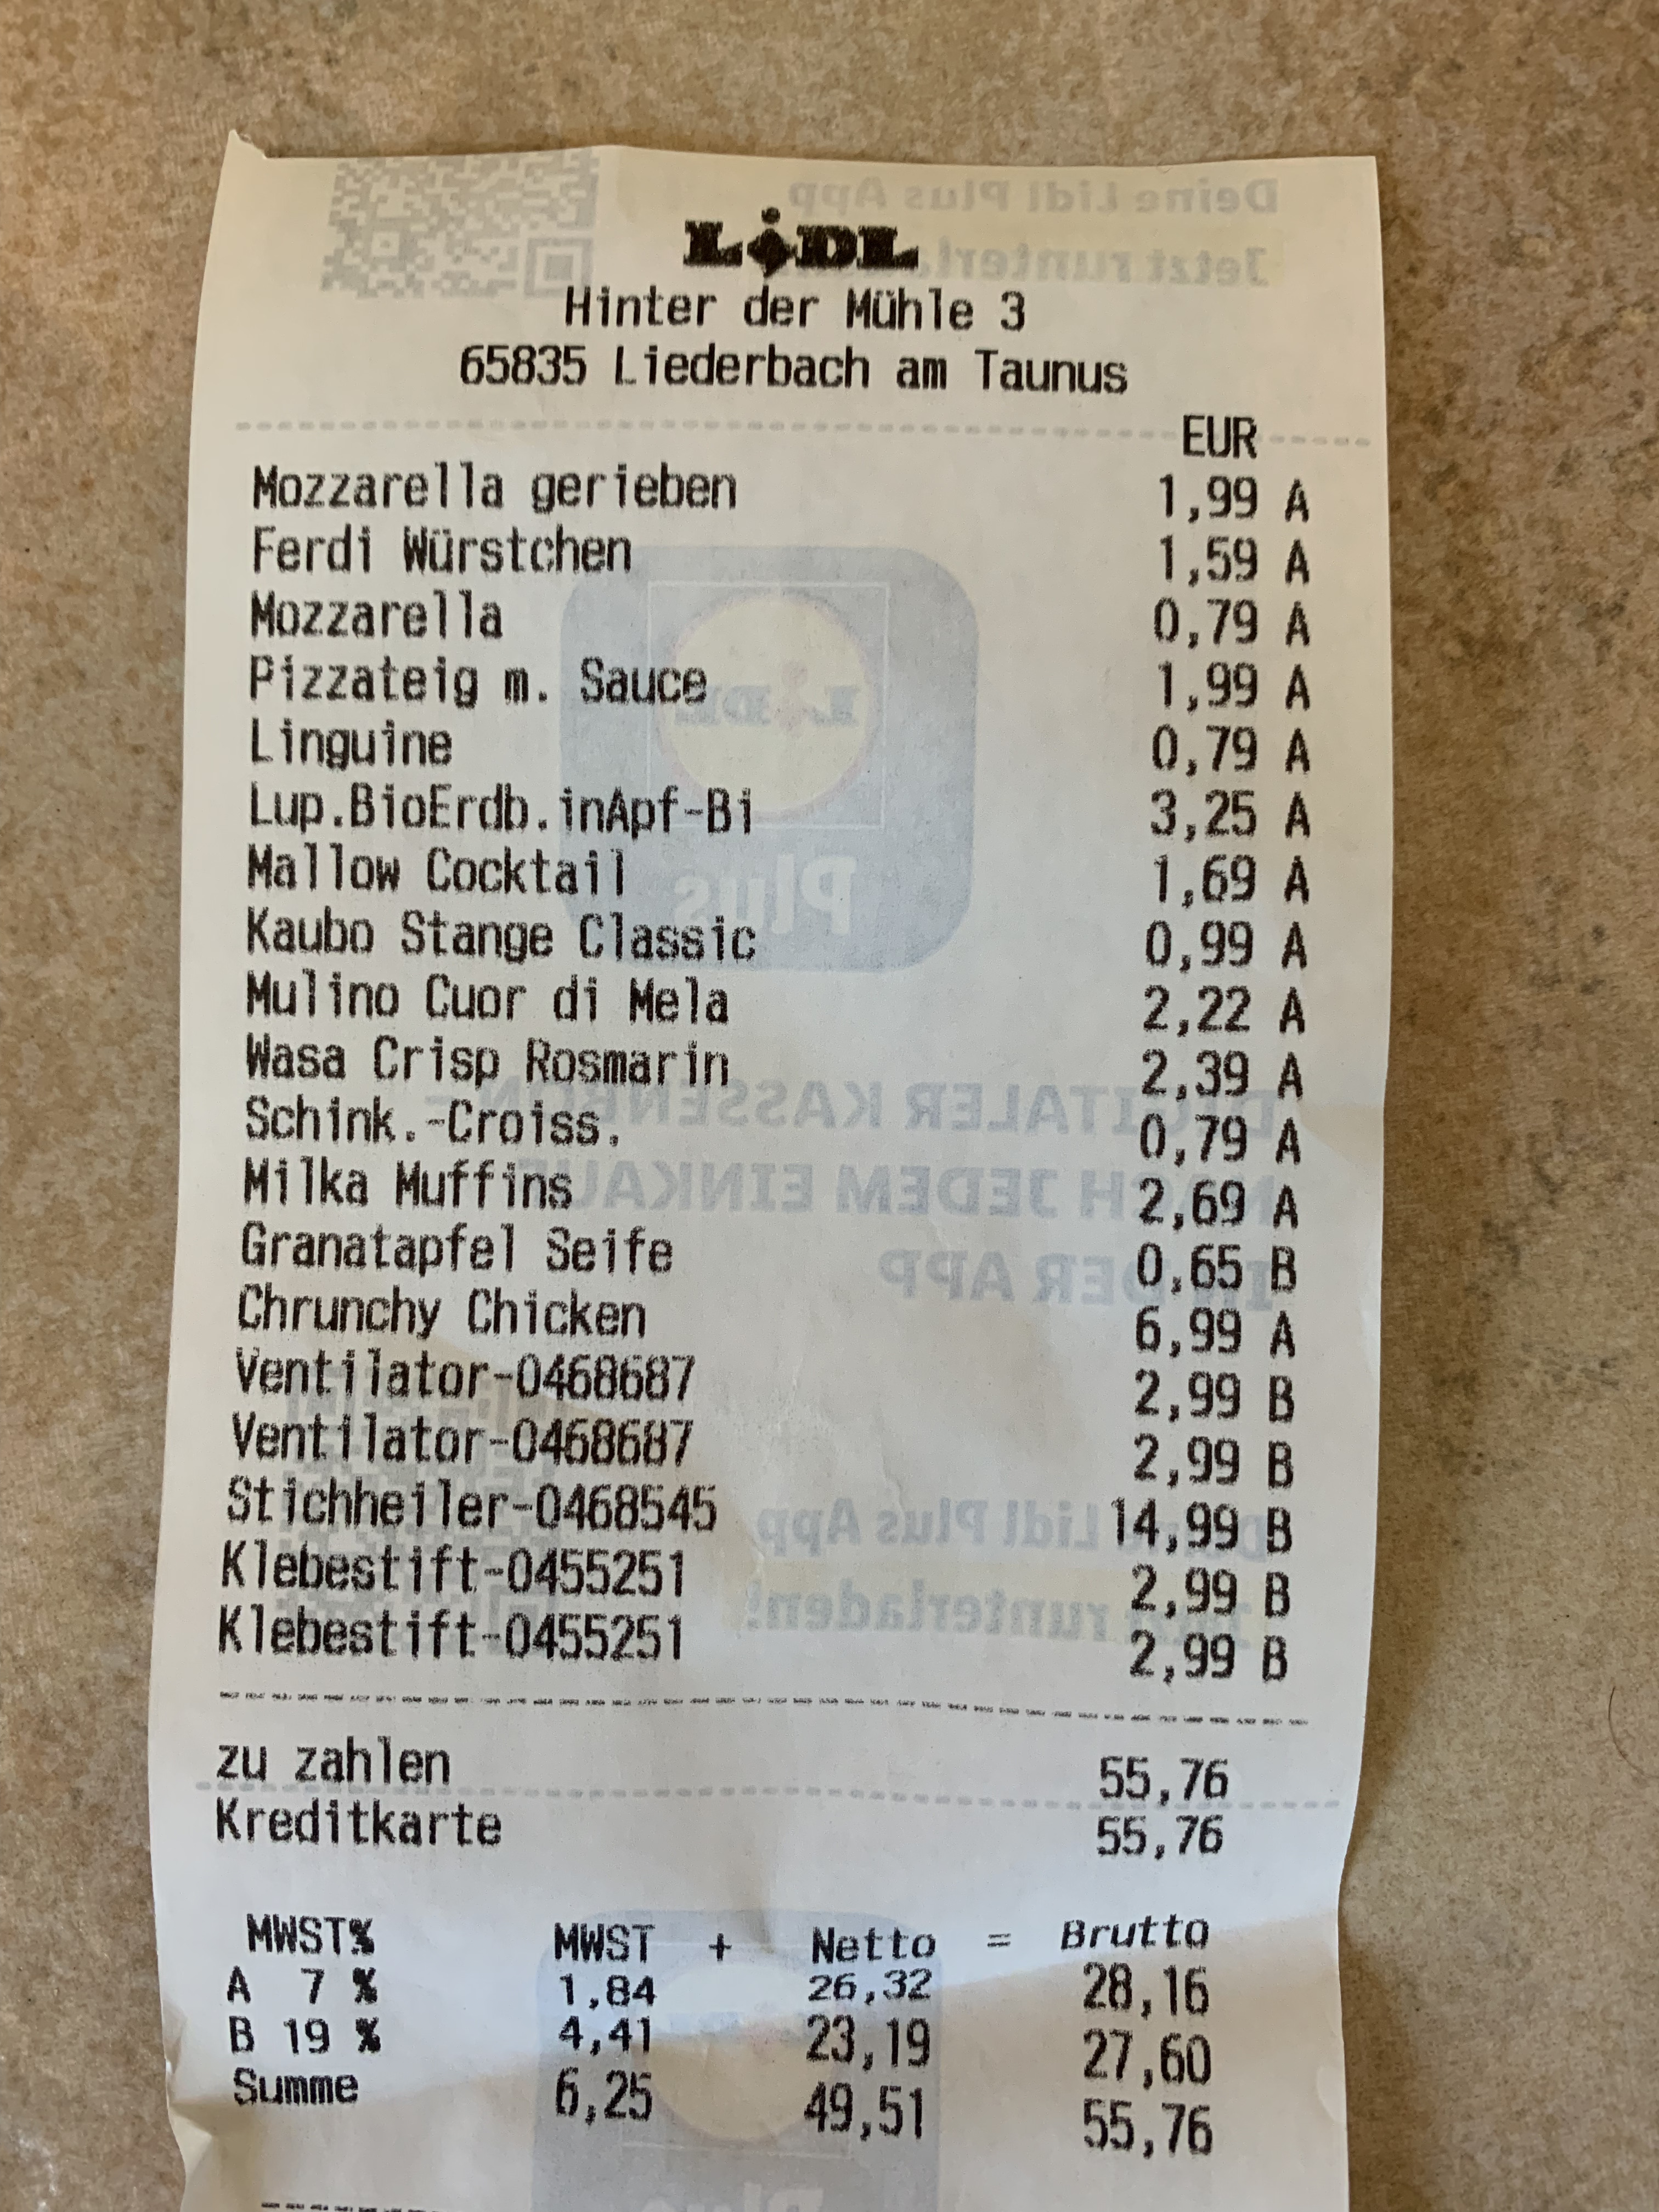 LIDL
Hinter der Mühle 3
65835 Liederbach am Taunus
EUR
Mozzarella gerieben 1,99 A
Ferdi Würstchen 1,59 A
Mozzarella 0,79 A
Pizzateig m. Sauce 1,99 A
Linguine 0,79 A
Lup.BioErdb.inApf-Bi 3,25 A
Mallow Cocktail 1,69 A
Kaubo Stange Classic 0,99 A
Mulino Cuor di Mela 2,22 A
Wasa Crisp Rosmarin 2,39 A
Schink.-Croiss. 0,79 A
Milka Muffins 2,69 A
Granatapfel Seife 0,65 B
Chrunchy Chicken 6,99 A
Ventilator-0468687 2,99 B
Ventilator-0468687 2,99 B
Stichheiler-0468545 14,99 B
Klebestift-0455251 2,99 B
Klebestift-0455251 2,99 B
zu zahlen 55,76
Kreditkarte 55,76
MWST% MWST + Netto = Brutto
A 7 % 1,84 26,32 28,16
B 19 % 4,41 23,19 27,60
Summe 6,25 49,51 55,76